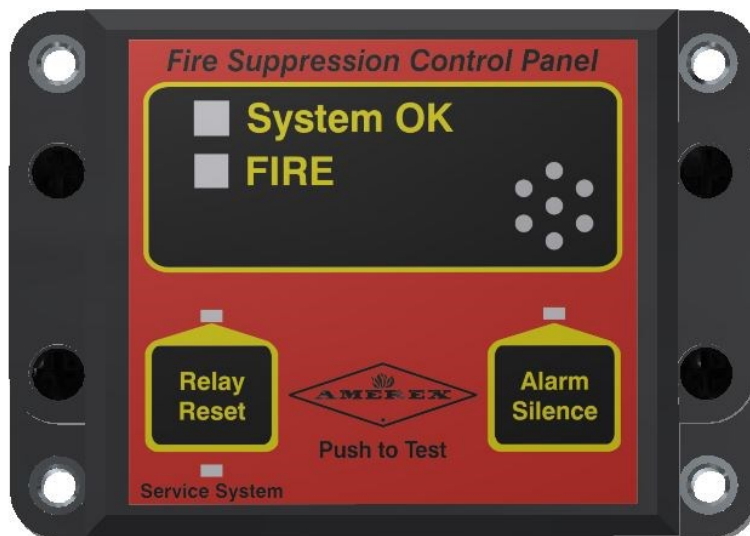 Fire Suppression Control Panel
System OK
FIRE
Relay
Reset
AMEREX
Alarm
Silence
Push to Test
Service System